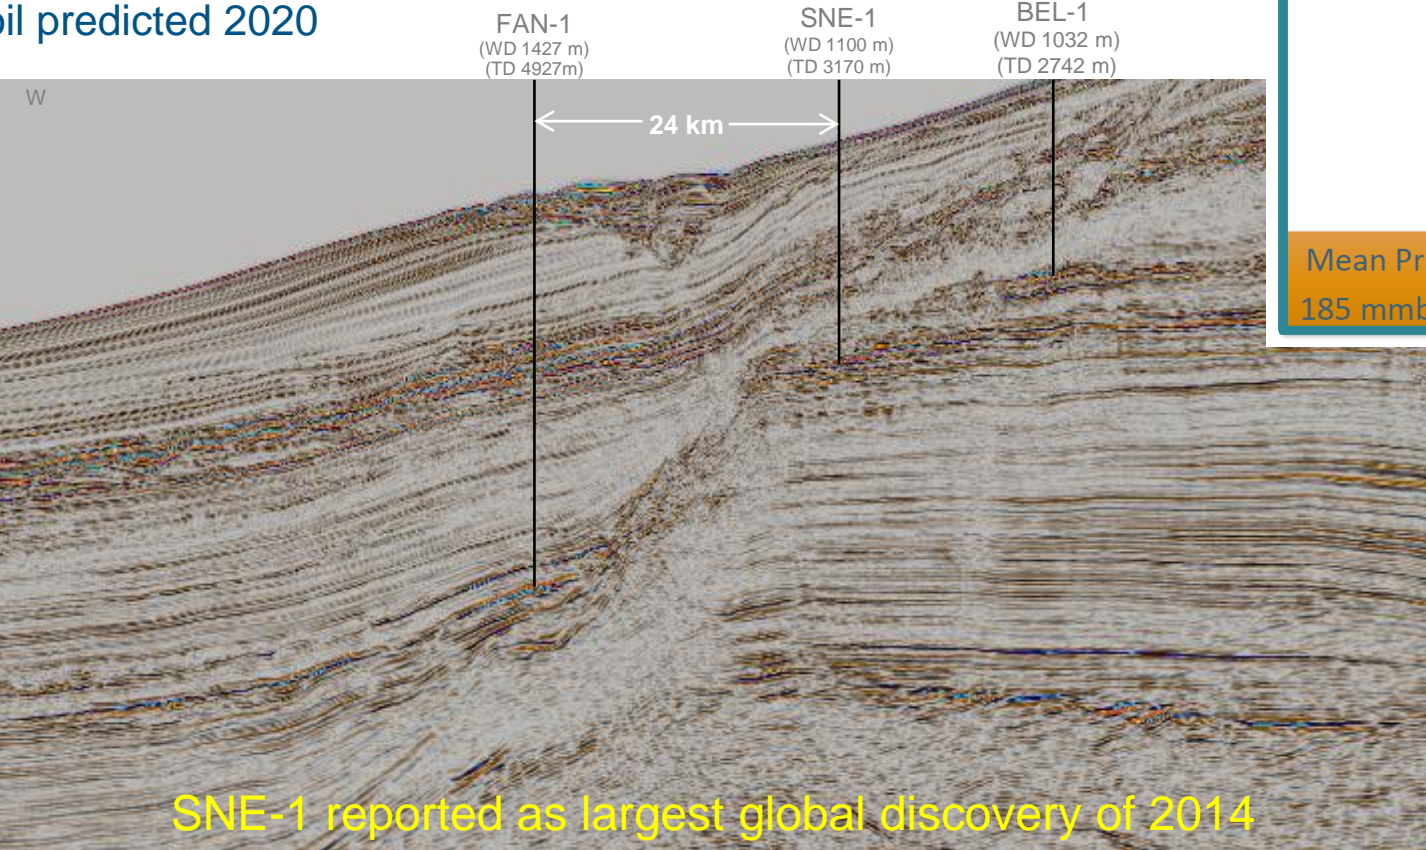 oil predicted 2020
FAN-1
(WD 1427 m)
(TD 4927m)
SNE-1
(WD 1100 m)
(TD 3170 m)
BEL-1
(WD 1032 m)
(TD 2742 m)
W
24 km
Mean Pr
185 mmb
SNE-1 reported as largest global discovery of 2014